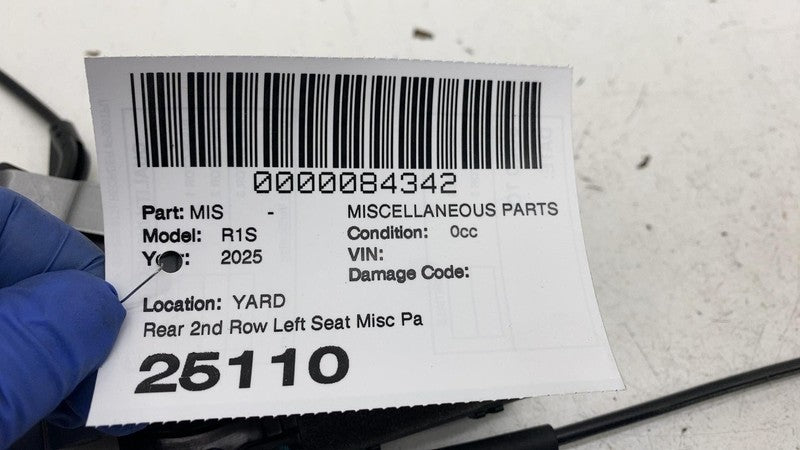 0000084342
Part: MIS - MISCELLANEOUS PARTS
Model: R1S Condition: 0cc
2025 VIN:
Damage Code:
Location: YARD
Rear 2nd Row Left Seat Misc Pa
25110